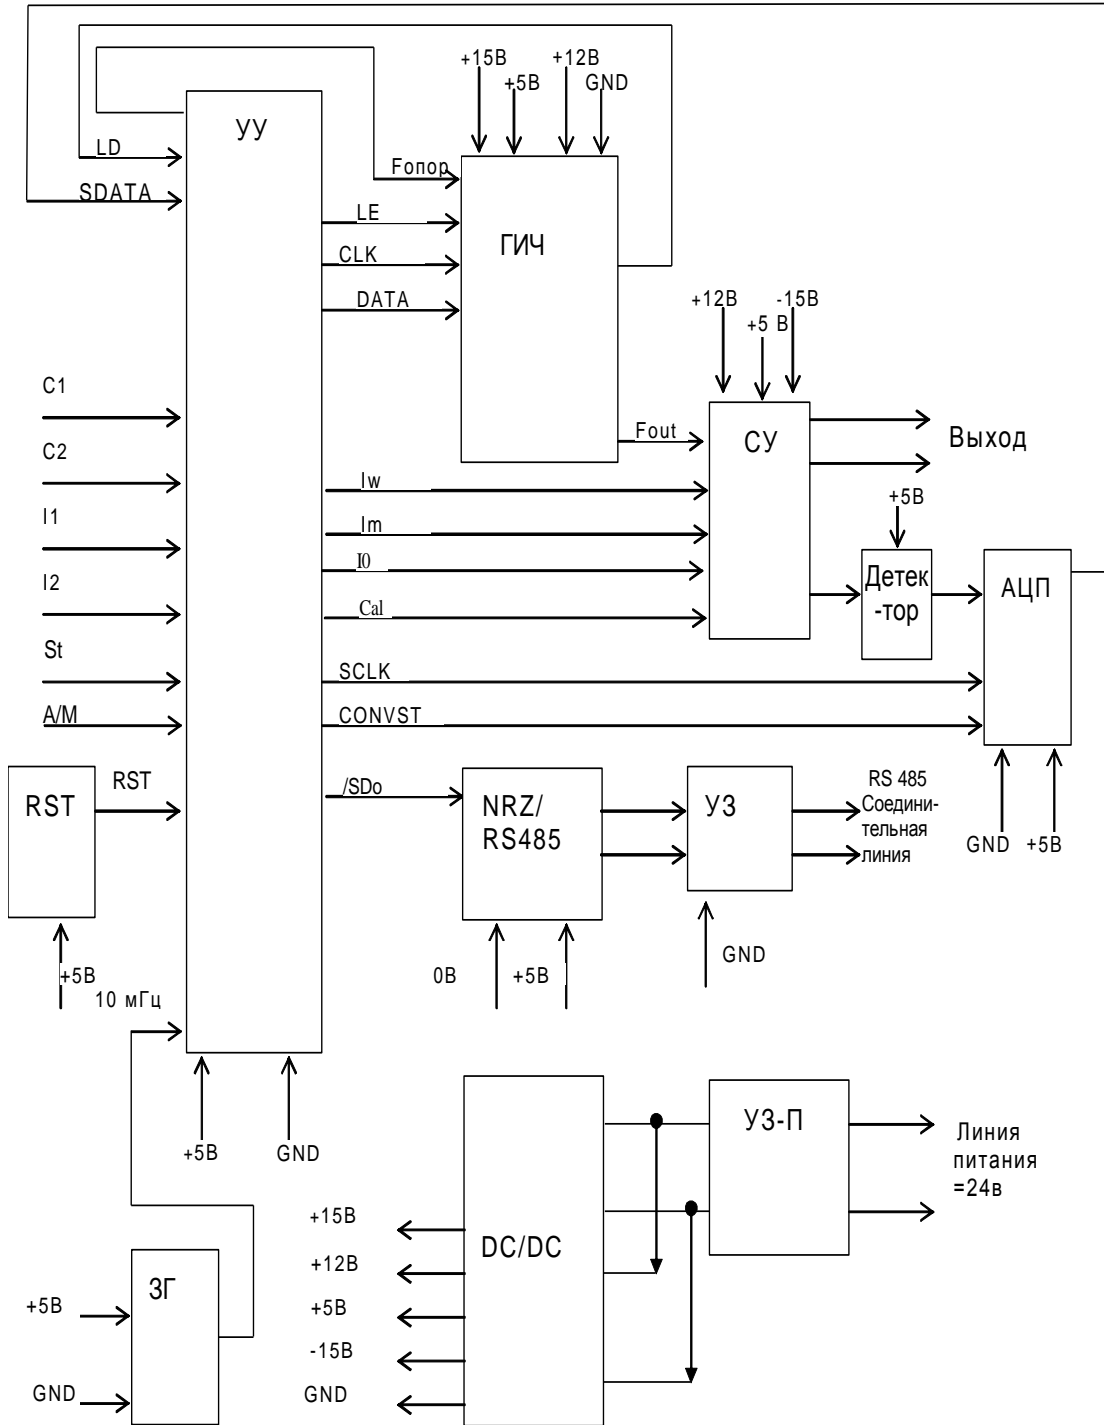 +15В
+12В
+5В
GND
УУ
LD
Fопор
SDATA
LE
ГИЧ
CLK
DATA
+12В
-15В
+5 В
C1
Fout
СУ
Выход
C2
Iw
+5В
I1
Im
I0
Детек
-тор
АЦП
I2
Cal
St
SCLK
A/M
CONVST
RST
RST
/SDo
NRZ/
RS485
УЗ
RS 485
Соедини-
тельная
линия
GND
+5В
+5В
0В
+5В
GND
10 мГц
+5В
GND
УЗ-П
Линия
питания
=24в
+15В
DC/DC
+12В
ЗГ
+5В
+5В
-15В
GND
GND